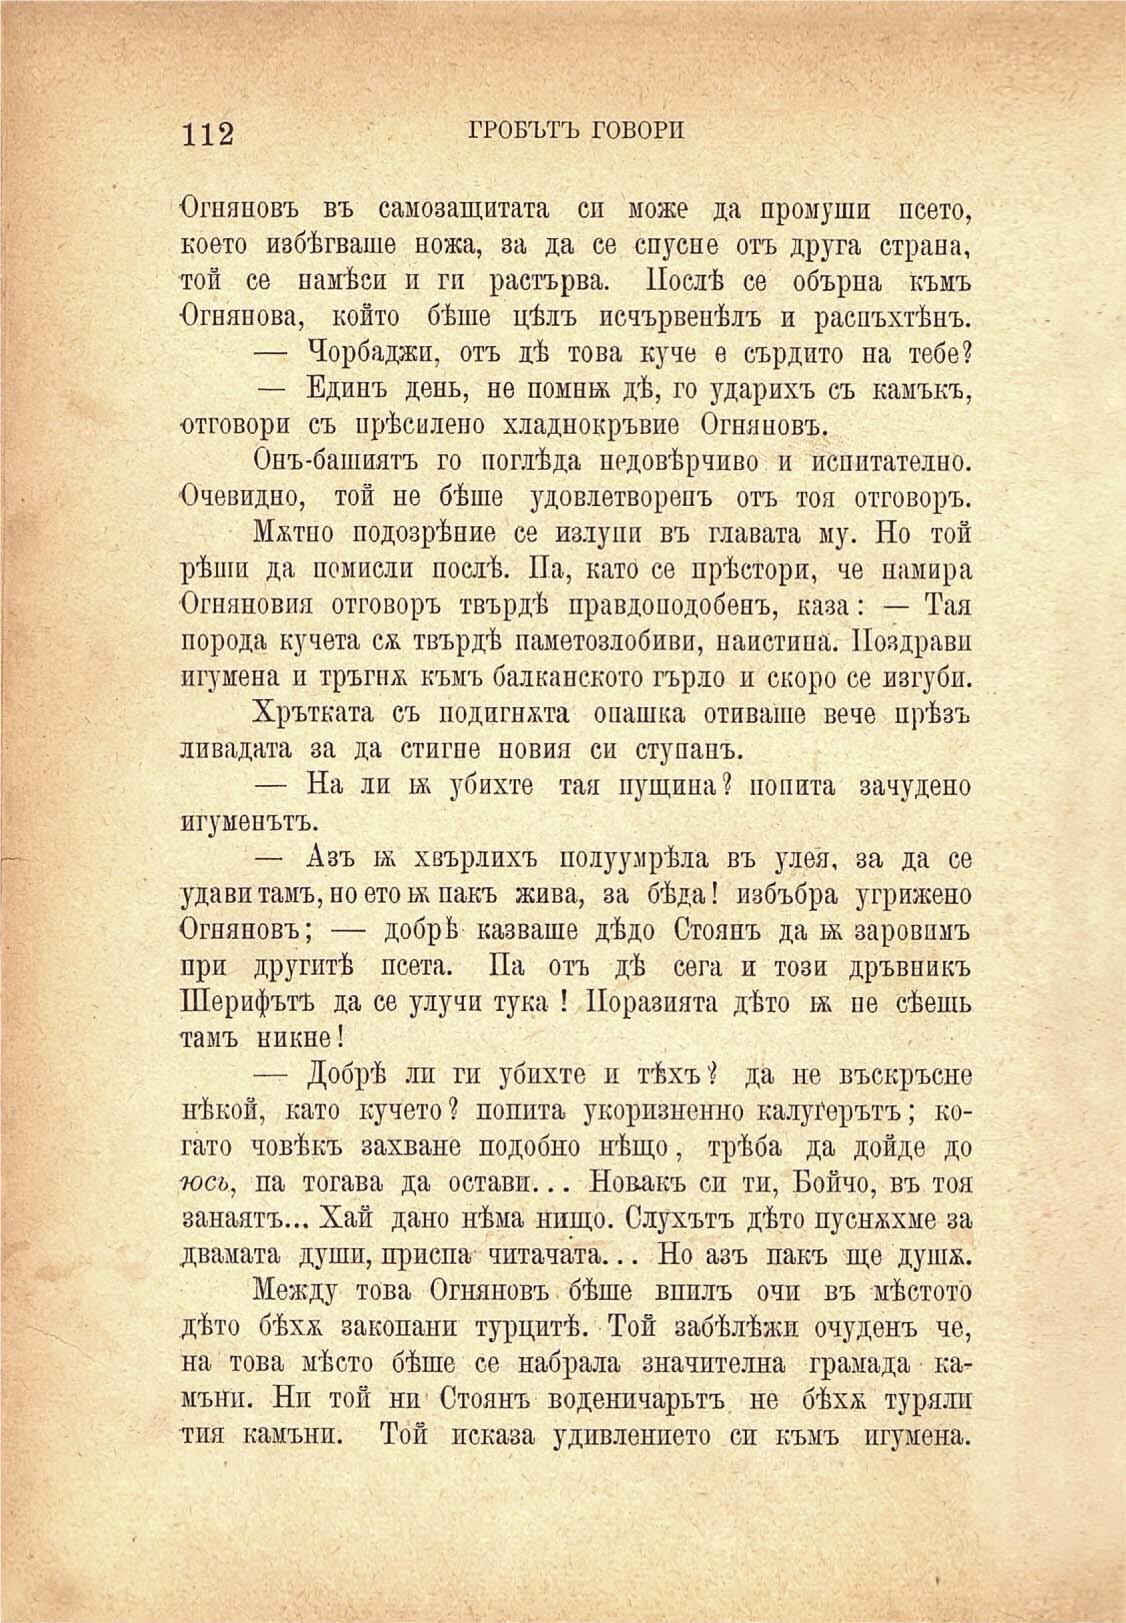 112 ГРОБЪТЪ ГОВОРИ
Огняновъ въ самозащитата си може да промуши псето,
което избѣгваше ножа, за да се спусне отъ друга страна,
той се намѣси и ги растърва. Послѣ се обърна къмъ
Огнянова, който бѣше цѣлъ исчървенѣлъ и распъхтѣнъ.
— Чорбаджи, отъ дѣ това куче е сърдито на тебе?
— Единъ день, не помнѭ дѣ, го ударихъ съ камъкъ,
отговори съ прѣсилено хладнокръвие Огняновъ.
Онъ-башиятъ го поглѣда недовѣрчиво и испитателно.
Очевидно, той не бѣше удовлетворенъ отъ тоя отговоръ.
Мѫтно подозрѣние се излупи въ главата му. Но той
рѣши да помисли послѣ. Па, като се прѣстори, че намира
Огняновия отговоръ твърдѣ правдоподобенъ, каза: — Тая
порода кучета сѫ твърдѣ паметозлобиви, наистина. Поздрави
игумена и тръгнѫ къмъ балканското гърло и скоро се изгуби.
Хрътката съ подигнѫта опашка отиваше вече прѣзъ
ливадата за да стигне новия си ступанъ.
— На ли ѭ убихте тая пущина? попита зачудено
игуменътъ.
— Азъ ѭ хвърлихъ полуумрѣла въ улея, за да се
удави тамъ, но ето ѭ пакъ жива, за бѣда! избъбра угрижено
Огняновъ; — добрѣ казваше дѣдо Стоянъ да ѭ заровимъ
при другитѣ псета. Па отъ дѣ сега и този дръвникъ
Шерифътъ да се улучи тука! Поразията дѣто ѭ не сѣешь
тамъ никне!
— Добрѣ ли ги убихте и тѣхъ? да не въскръсне
нѣкой, като кучето? попита укоризненно калугерътъ; ко-
гато човѣкъ захване подобно нѣщо, трѣба да дойде до
юсь, па тогава да остави... Новакъ си ти, Бойчо, въ тоя
занаятъ... Хай дано нѣма нищо. Слухътъ дѣто пуснѫхме за
двамата души, приспа читачата... Но азъ пакъ ще душѫ.
Между това Огняновъ бѣше впилъ очи въ мѣстото
дѣто бѣхѫ закопани турцитѣ. Той забѣлѣжи очуденъ че,
на това мѣсто бѣше се набрала значителна грамада ка-
мъни. Ни той ни Стоянъ воденичарьтъ не бѣхѫ туряли
тия камъни. Той исказа удивлението си къмъ игумена.